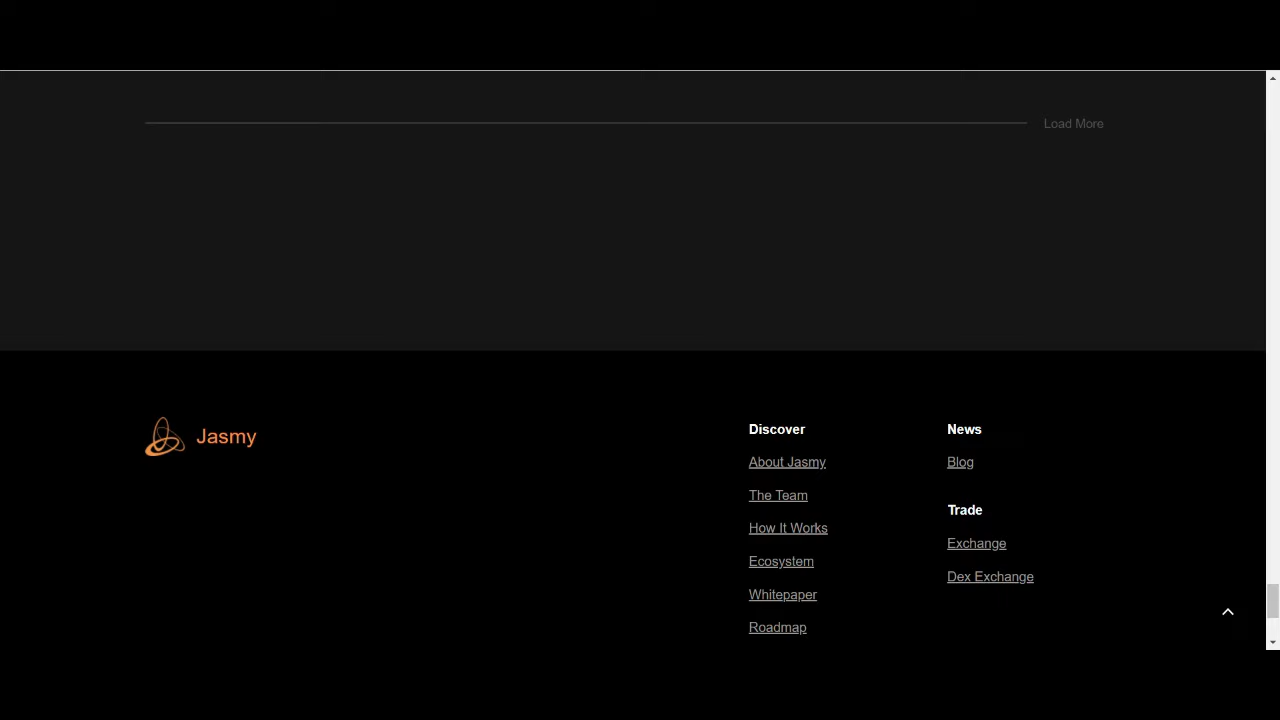 Load More
Jasmy
Discover
About Jasmy
The Team
How It Works
Ecosystem
Whitepaper
Roadmap
News
Blog
Trade
Exchange
Dex Exchange